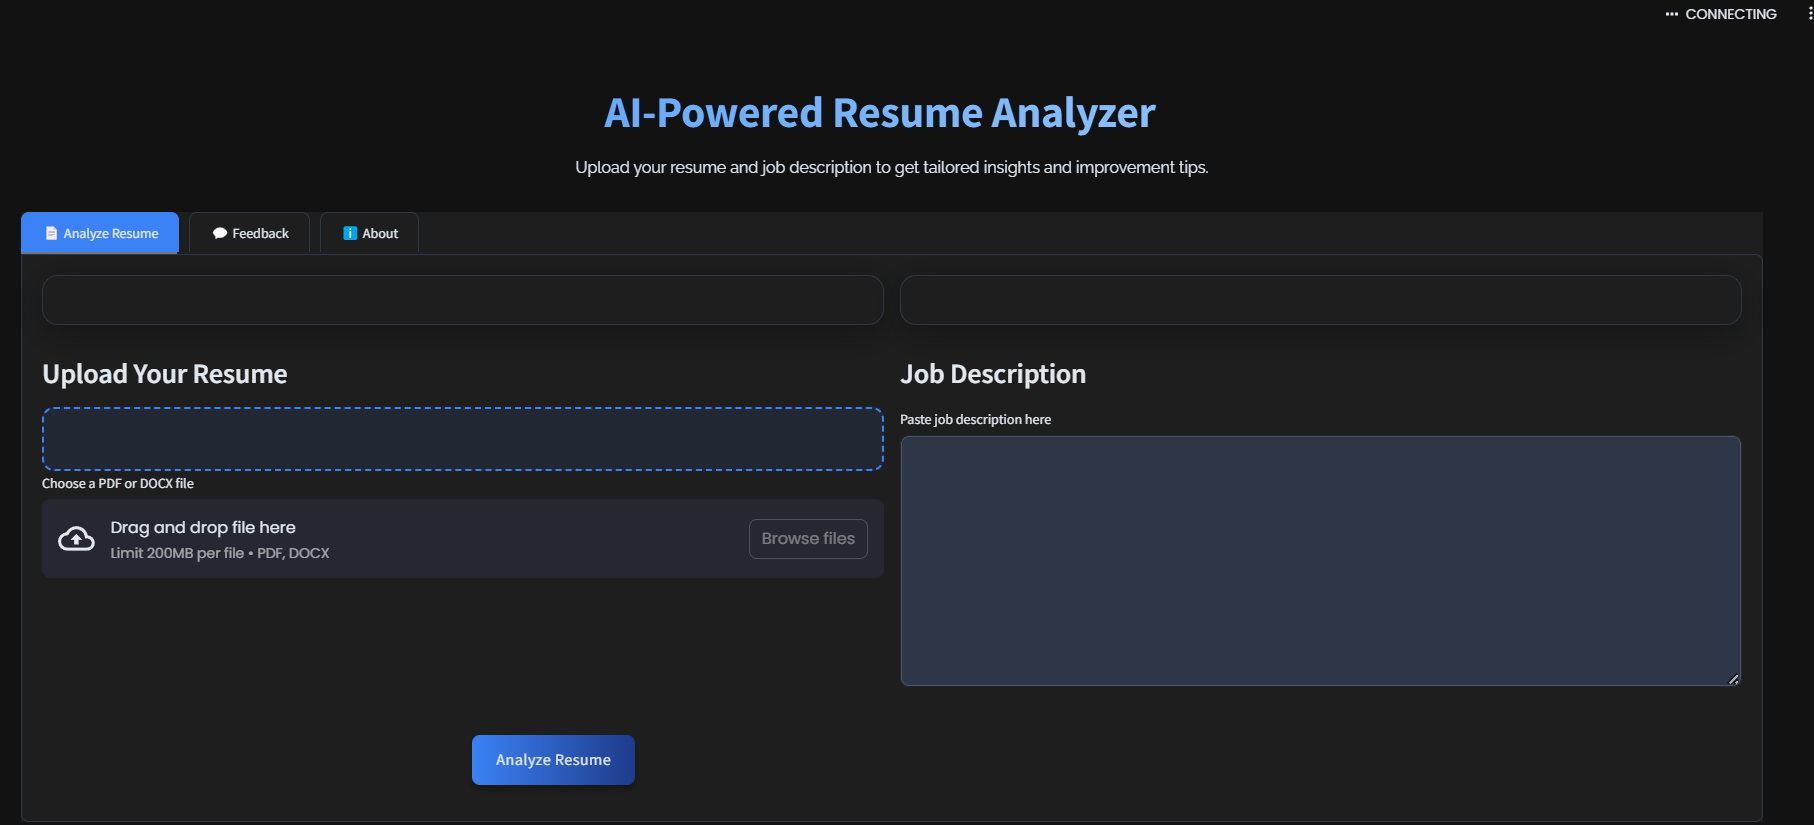 CONNECTING
AI-Powered Resume Analyzer
Upload your resume and job description to get tailored insights and improvement tips.
Analyze Resume
Feedback
About
Upload Your Resume
Choose a PDF or DOCX file
Drag and drop file here
Limit 200MB per file • PDF, DOCX
Browse files
Job Description
Paste job description here
Analyze Resume